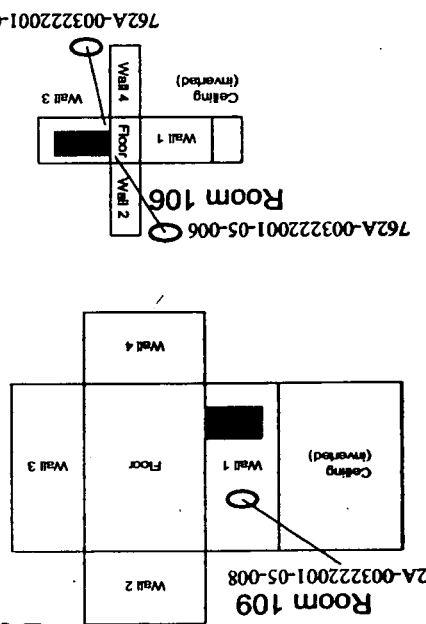 Room 109
2A-003222001-05-008
Wall 2
Ceiling
(inverted)
Wall 1
Floor
Wall 3
Wall 4
762A-003222001-05-006
Room 106
Wall 2
Wall 1
Floor
Ceiling
(inverted)
Wall 3
Wall 4
762A-003222001-0